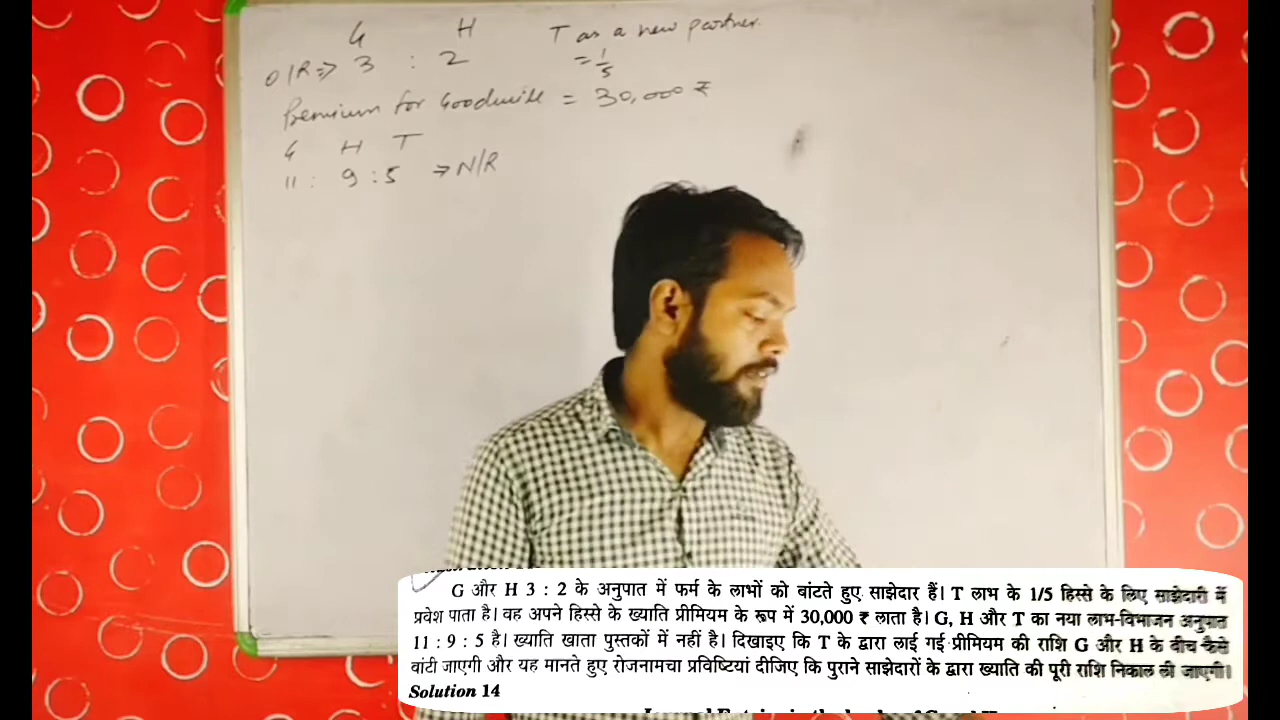 G H T as a new partner.
O/R => 3 : 2 = 1/5
Premium for Goodwill = 30,000 ₹
G H T
11 : 9 : 5 => N/R
G और H 3 : 2 के अनुपात में फर्म के लाभों को बांटते हुए साझेदार हैं। T लाभ के 1/5 हिस्से के लिए साझेदारी में
प्रवेश पाता है। वह अपने हिस्से के ख्याति प्रीमियम के रूप में 30,000 ₹ लाता है। G, H और T का नया लाभ-विभाजन अनुपात
11 : 9 : 5 है। ख्याति खाता पुस्तकों में नहीं है। दिखाइए कि T के द्वारा लाई गई प्रीमियम की राशि G और H के बीच कैसे
बांटी जाएगी और यह मानते हुए रोजनामचा प्रविष्टियां दीजिए कि पुराने साझेदारों के द्वारा ख्याति की पूरी राशि निकाल ली जाएगी।
Solution 14